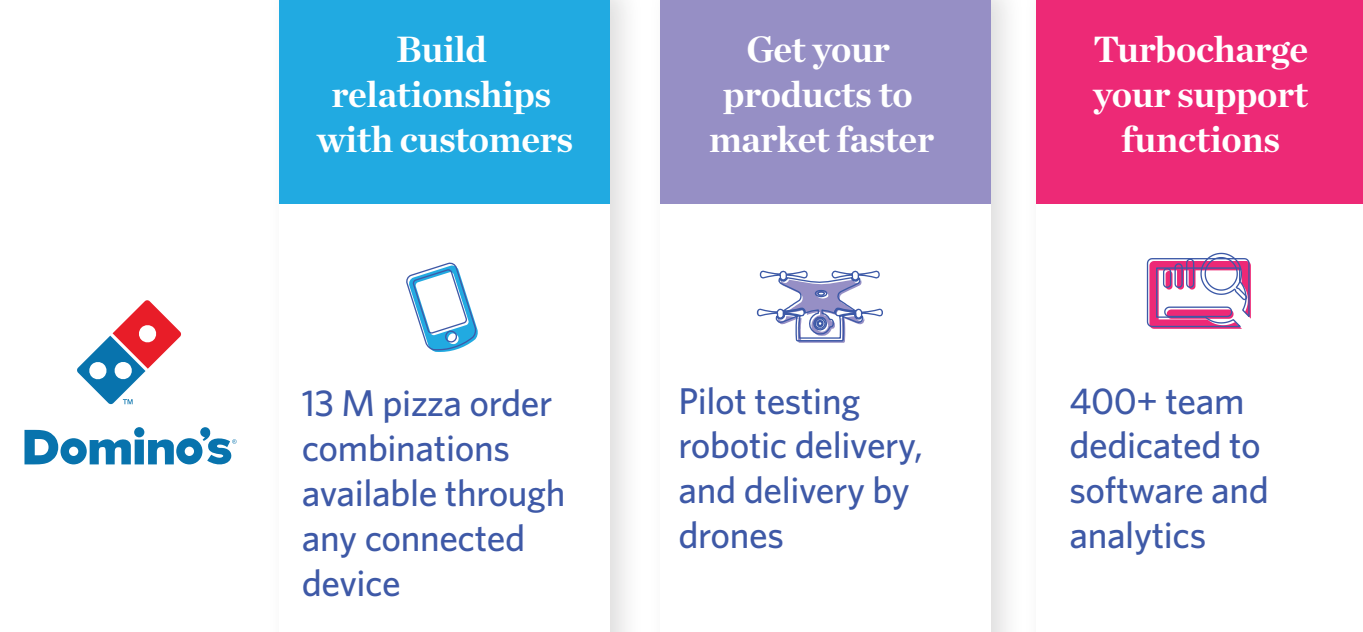 Build
relationships
with customers
Get your
products to
market faster
Turbocharge
your support
functions
TM
Domino's®
13 M pizza order
combinations
available through
any connected
device
Pilot testing
robotic delivery,
and delivery by
drones
400+ team
dedicated to
software and
analytics